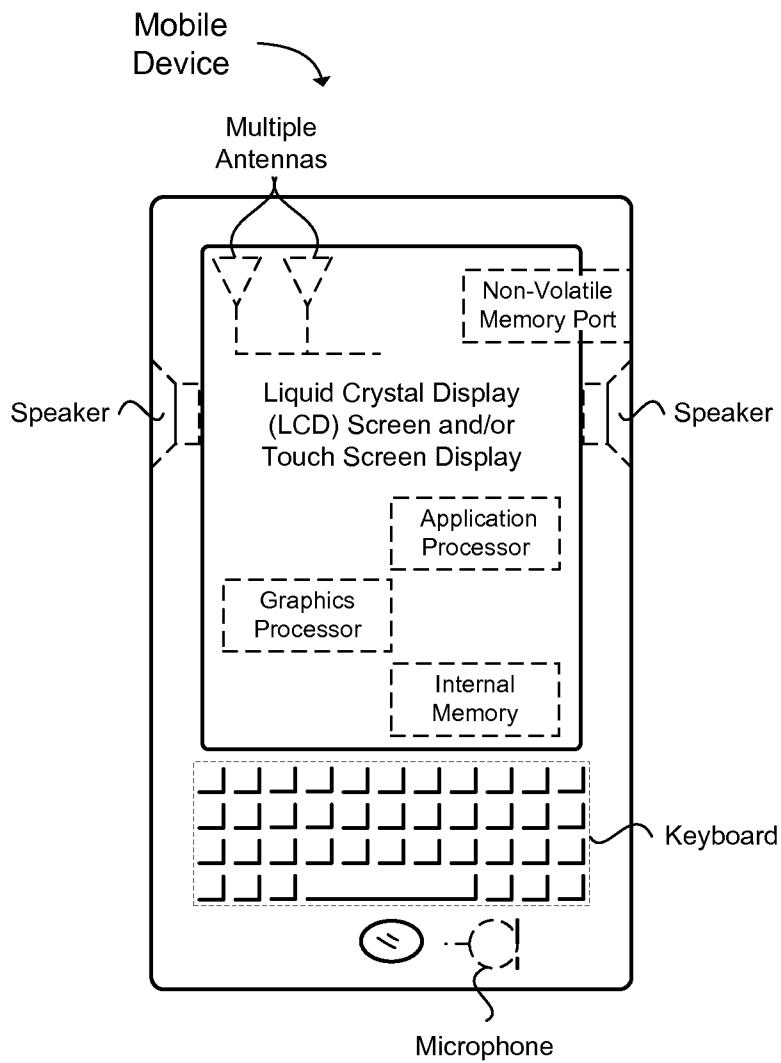 Mobile
Device
Multiple
Antennas
Non-Volatile
Memory Port
Speaker
Liquid Crystal Display
(LCD) Screen and/or
Touch Screen Display
Speaker
Application
Processor
Graphics
Processor
Internal
Memory
Keyboard
Microphone